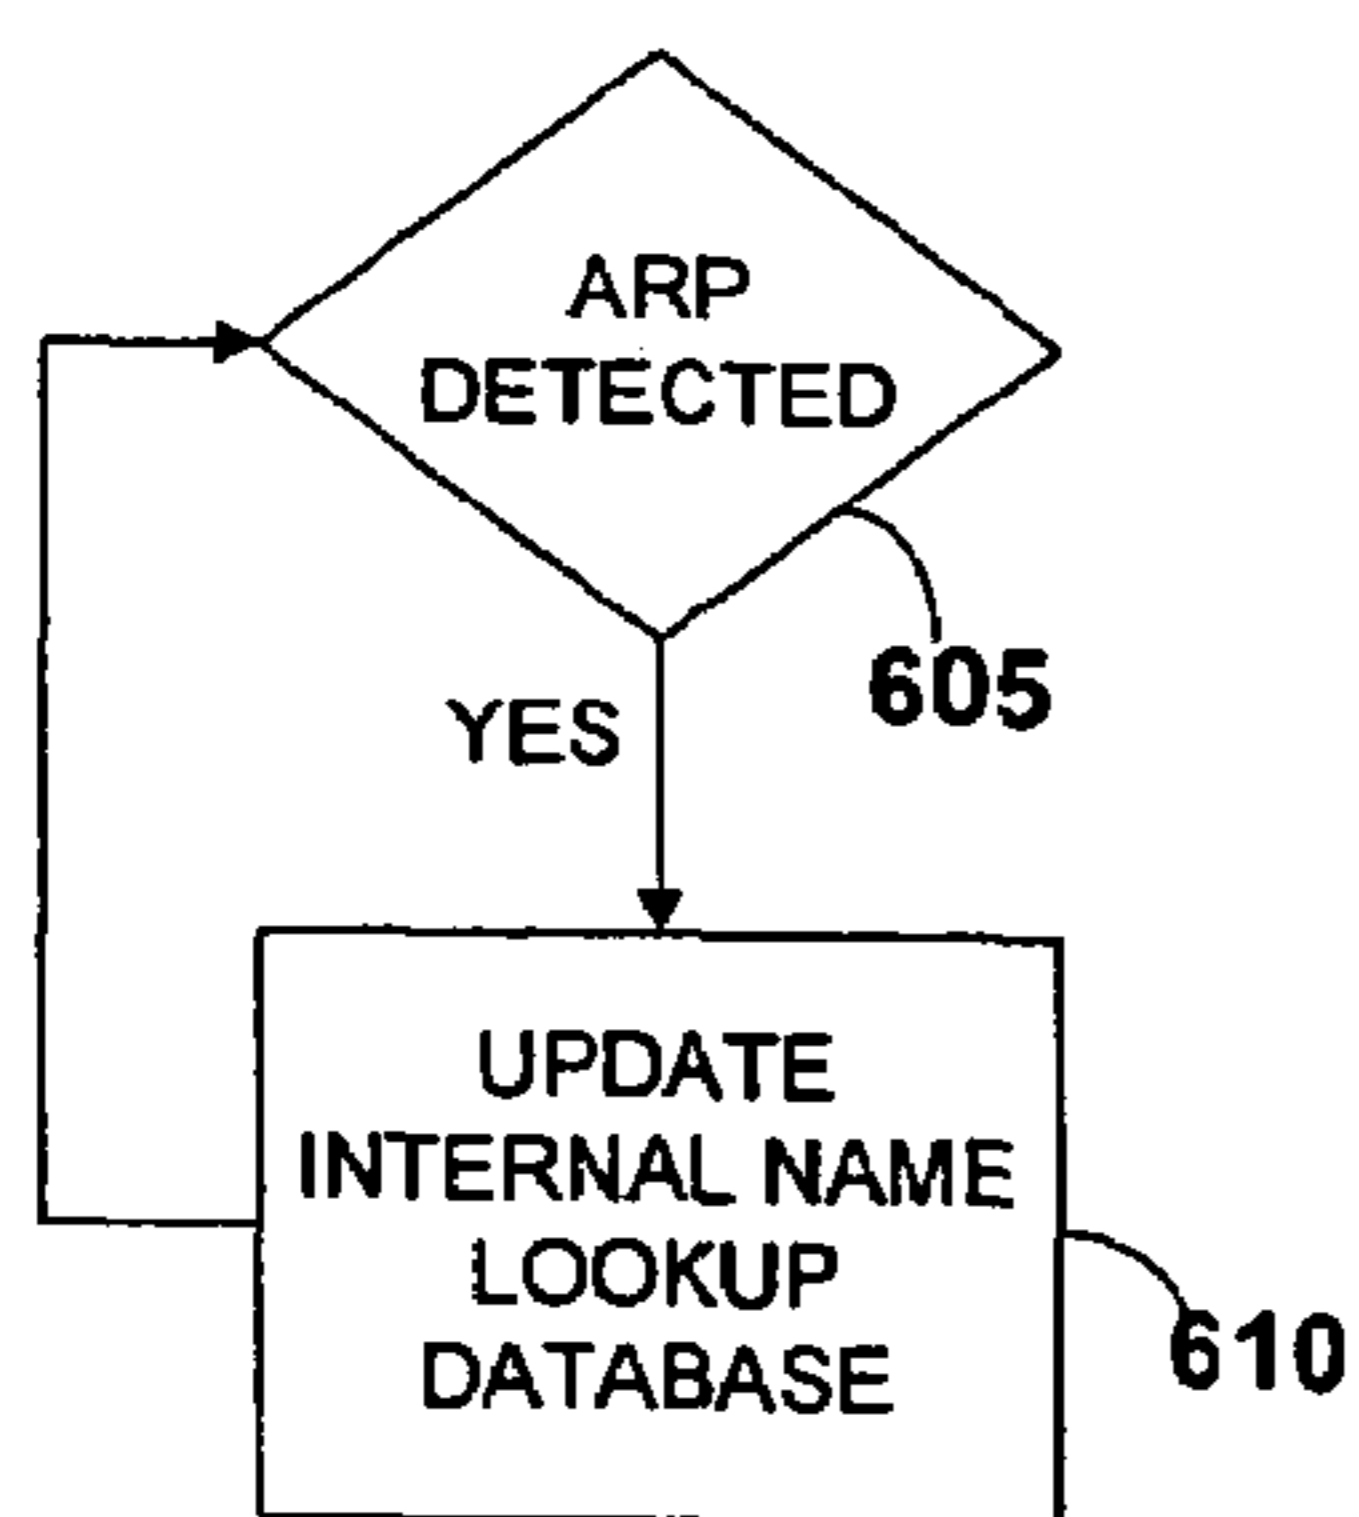 ARP
DETECTED
605
YES
UPDATE
INTERNAL NAME
LOOKUP
DATABASE
610